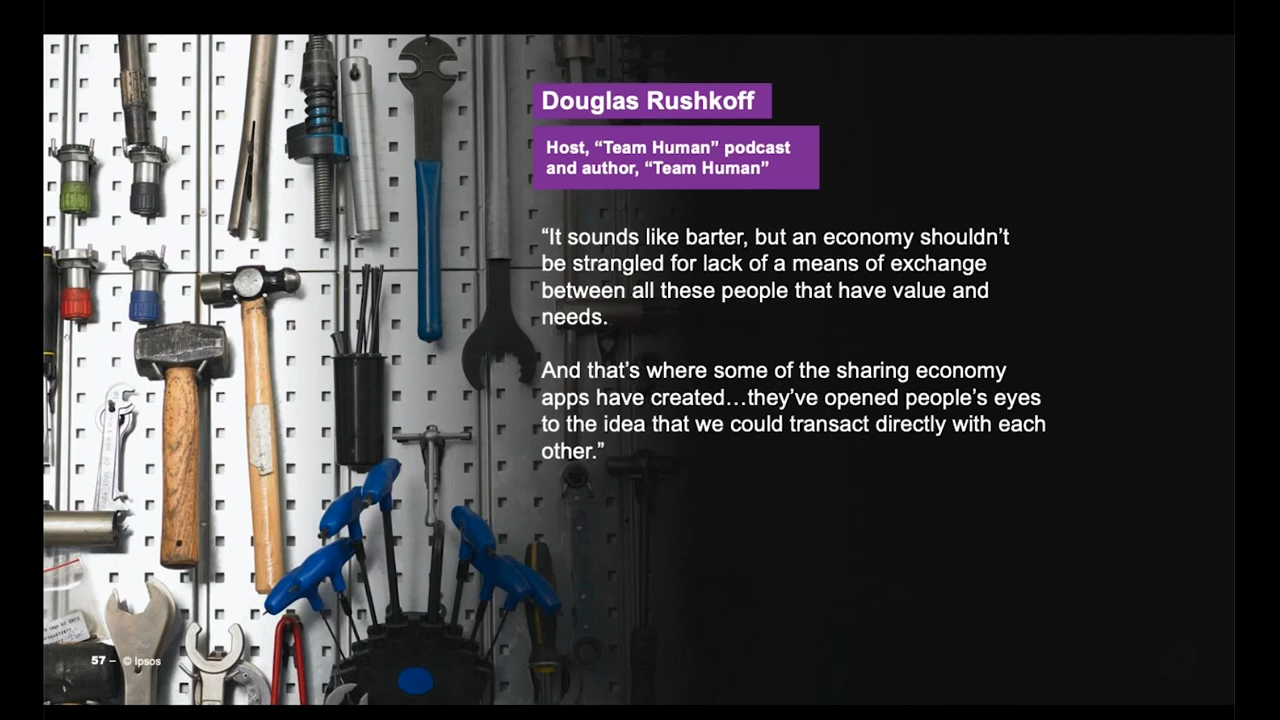 Douglas Rushkoff
Host, “Team Human” podcast
and author, “Team Human”
“It sounds like barter, but an economy shouldn’t
be strangled for lack of a means of exchange
between all these people that have value and
needs.
And that’s where some of the sharing economy
apps have created…they’ve opened people’s eyes
to the idea that we could transact directly with each
other.”
57 – © Ipsos